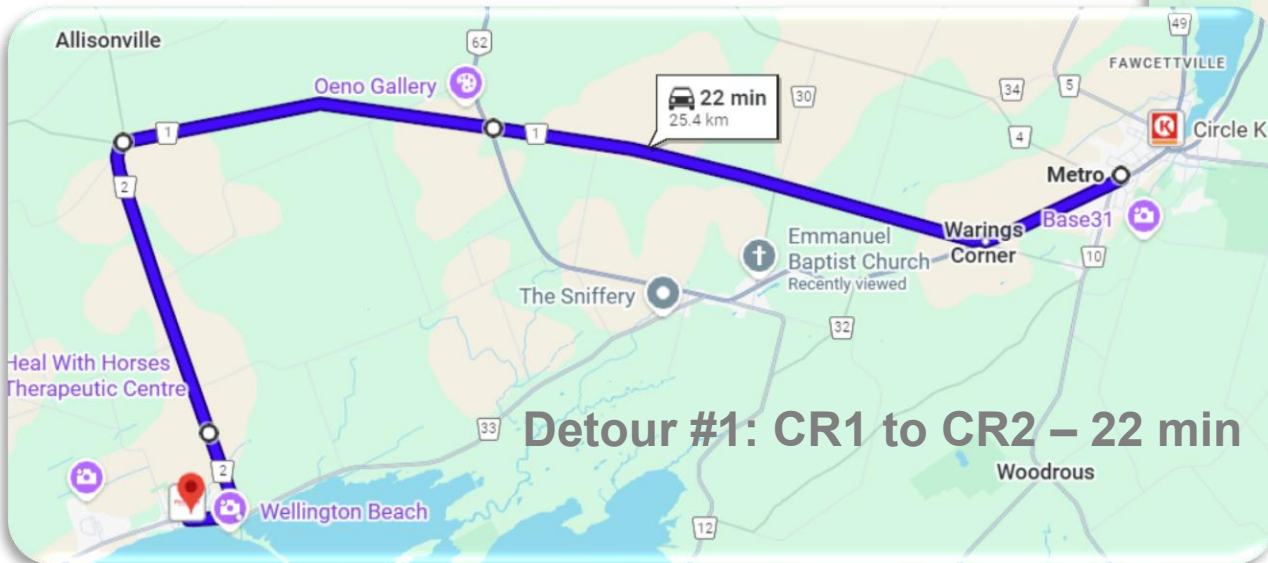 Allisonville
62
49
FAWCETTVILLE
Oeno Gallery
22 min
25.4 km
30
34
5
K
Circle K
1
1
4
2
Metro
Base31
Warings
Corner
10
Emmanuel
Baptist Church
Recently viewed
The Sniffery
32
Heal With Horses
Therapeutic Centre
33
Detour #1: CR1 to CR2 – 22 min
2
Woodrous
Wellington Beach
12